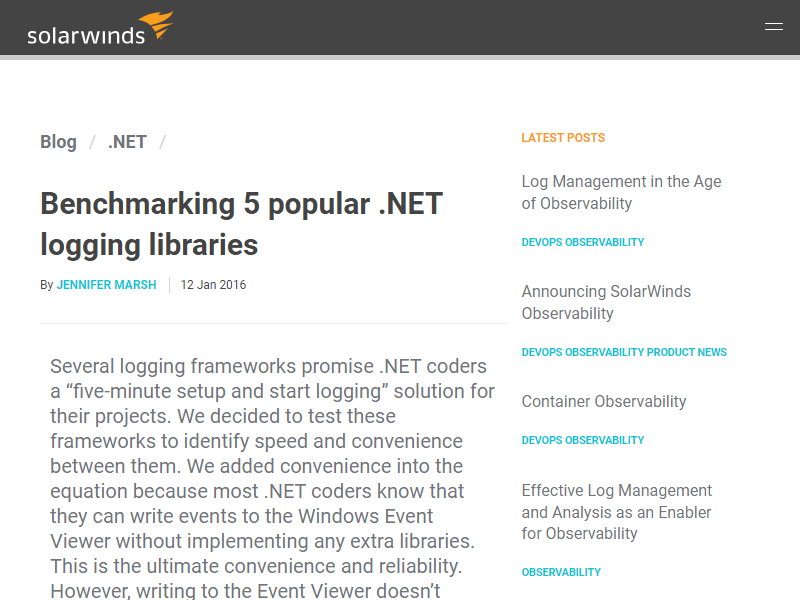 solarwinds
Blog / .NET /
Benchmarking 5 popular .NET
logging libraries
By JENNIFER MARSH 12 Jan 2016
Several logging frameworks promise .NET coders
a “five-minute setup and start logging” solution for
their projects. We decided to test these
frameworks to identify speed and convenience
between them. We added convenience into the
equation because most .NET coders know that
they can write events to the Windows Event
Viewer without implementing any extra libraries.
This is the ultimate convenience and reliability.
However, writing to the Event Viewer doesn’t
LATEST POSTS
Log Management in the Age
of Observability
DEVOPS OBSERVABILITY
Announcing SolarWinds
Observability
DEVOPS OBSERVABILITY PRODUCT NEWS
Container Observability
DEVOPS OBSERVABILITY
Effective Log Management
and Analysis as an Enabler
for Observability
OBSERVABILITY